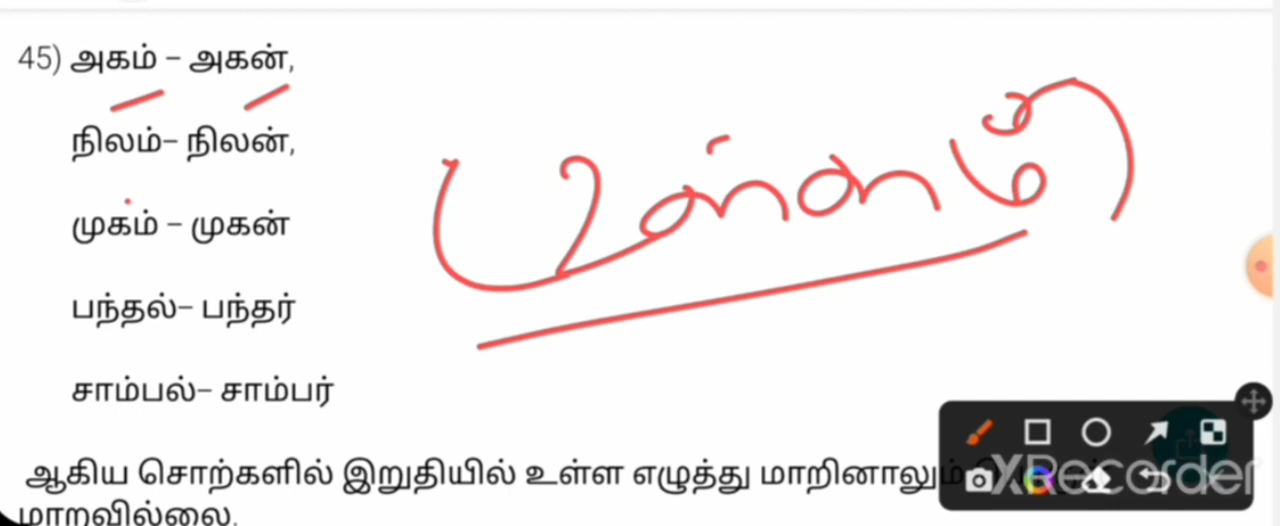 45) அகம் – அகன்,
நிலம்– நிலன்,
முகம் – முகன்
பந்தல்– பந்தர்
சாம்பல்– சாம்பர்
ஆகிய சொற்களில் இறுதியில் உள்ள எழுத்து மாறினாலும்
மாறவில்லை.
XRecorder